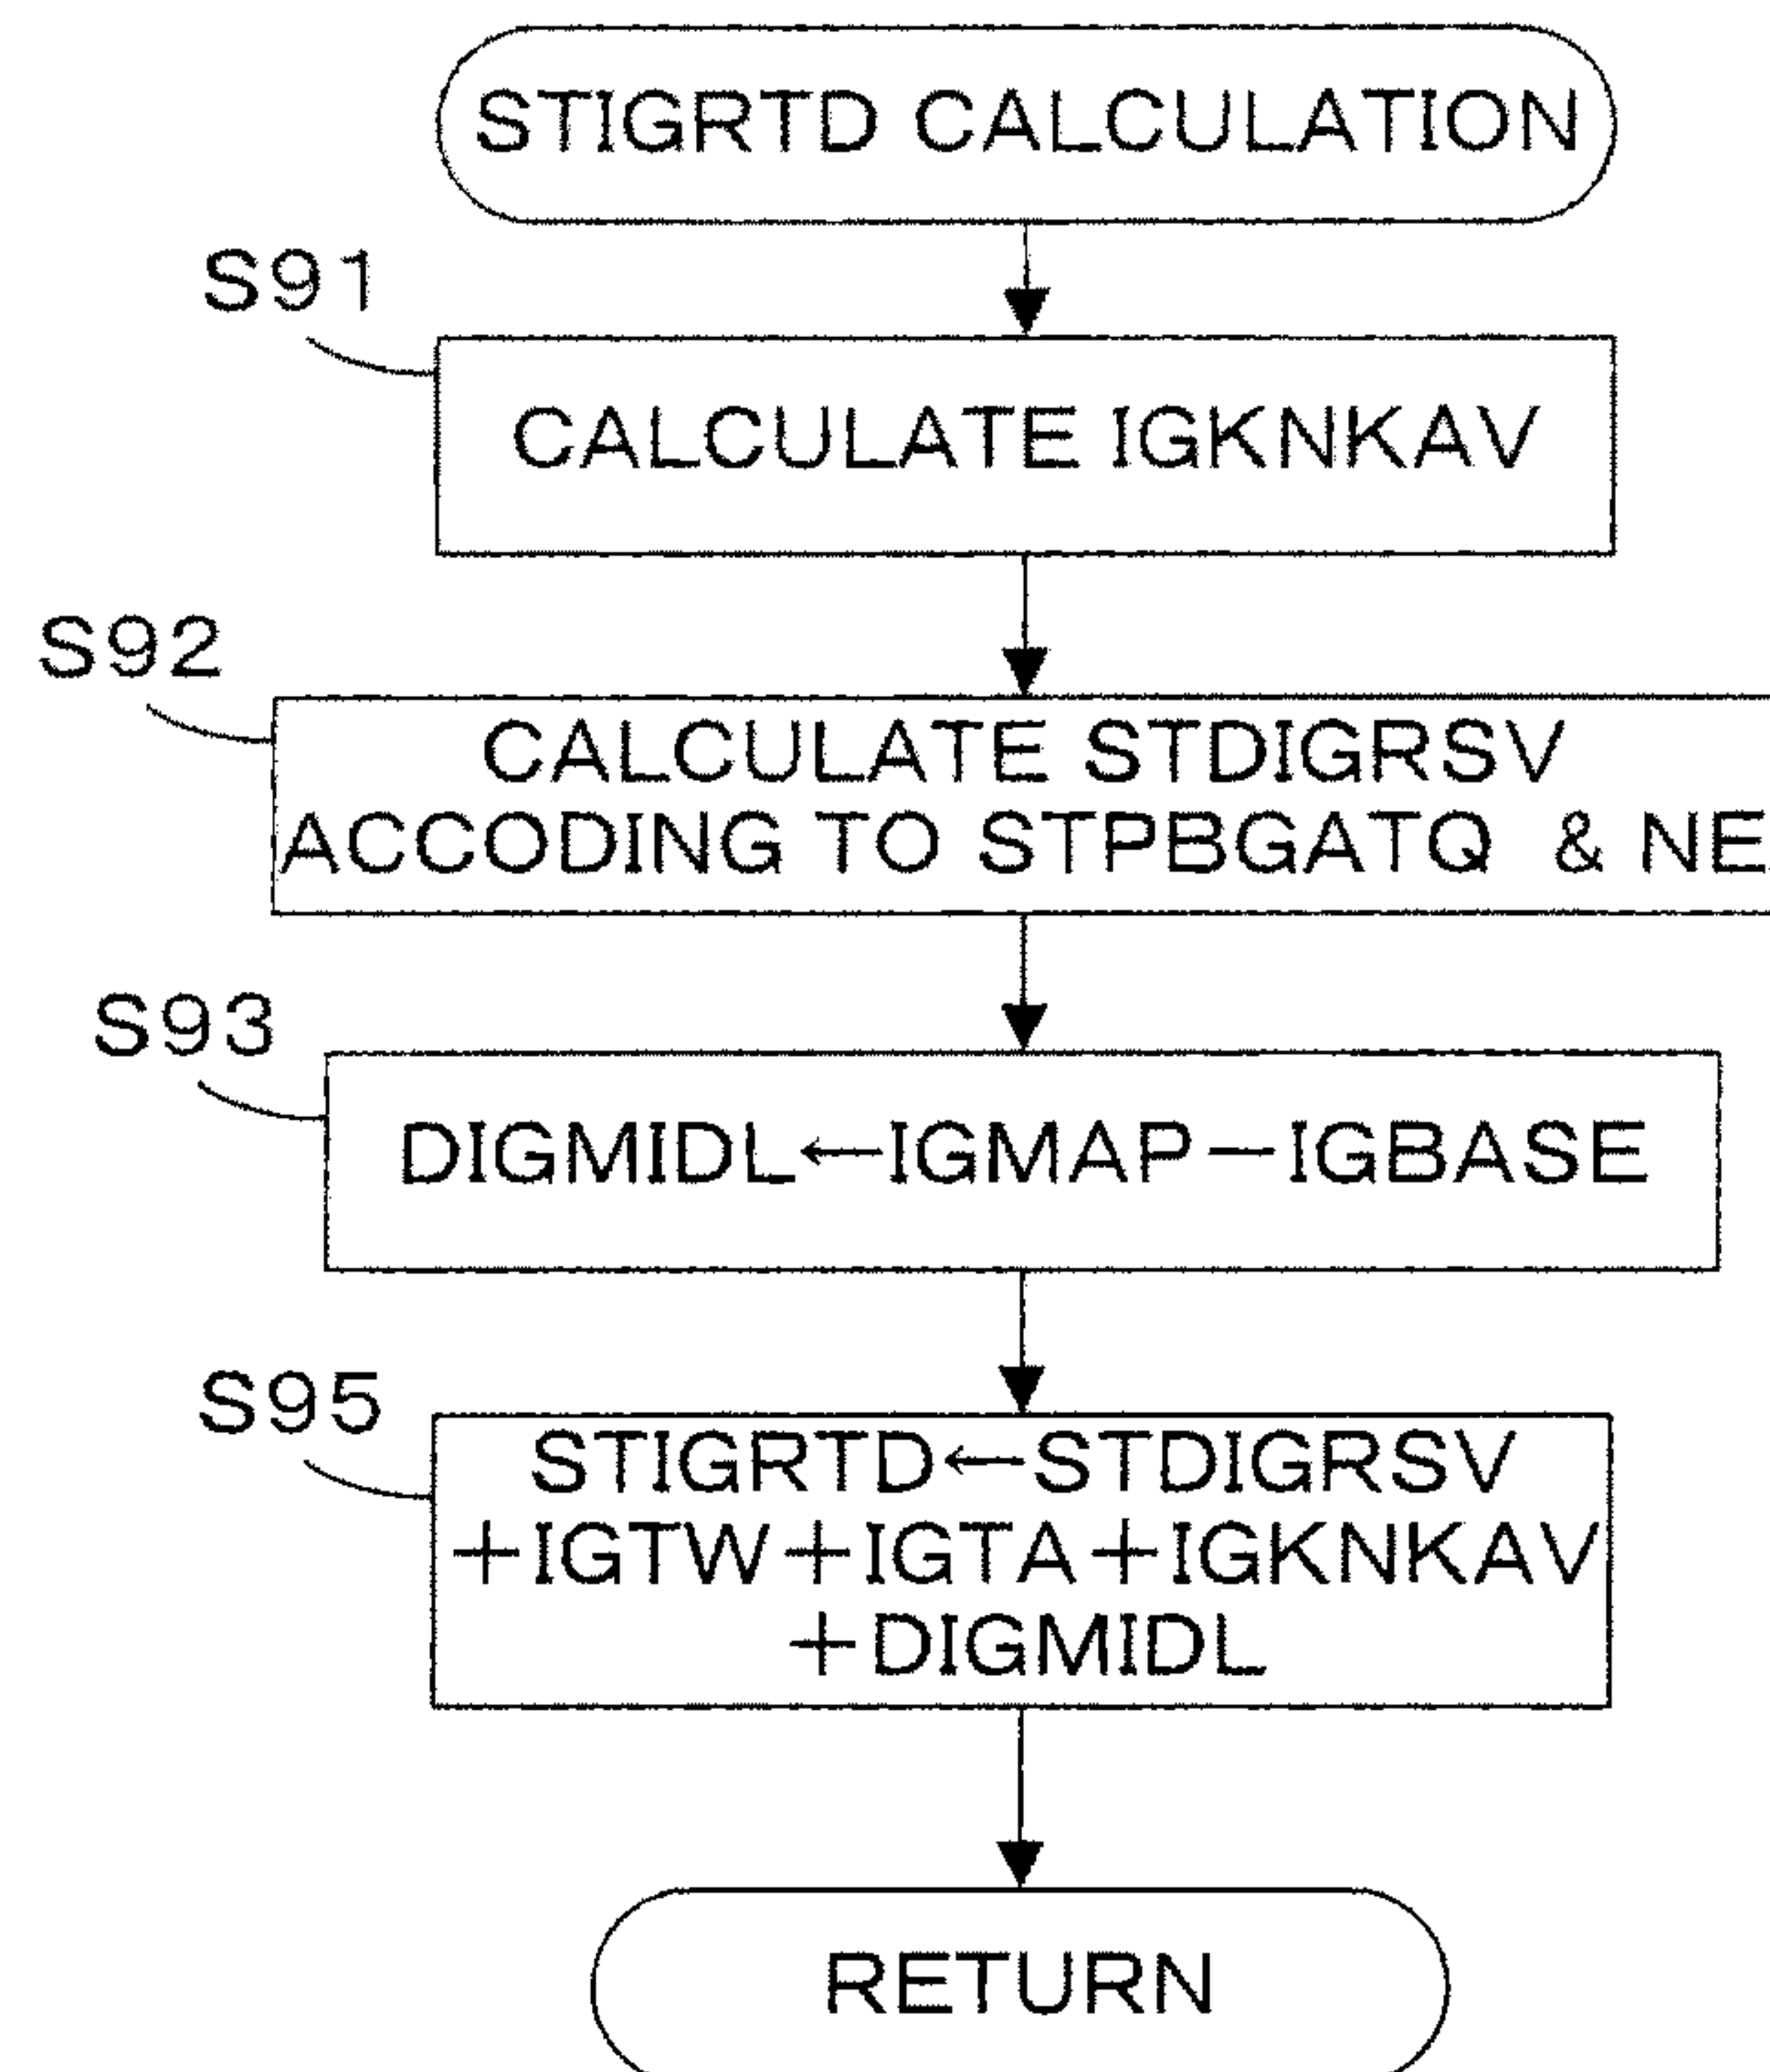 STIGRTD CALCULATION
S91
CALCULATE IGKNKAV
S92
CALCULATE STDIGRSV
ACCODING TO STPBGATQ & NE
S93
DIGMIDL←IGMAP−IGBASE
S95
STIGRTD←STDIGRSV
+IGTW+IGTA+IGKNKAV
+DIGMIDL
RETURN